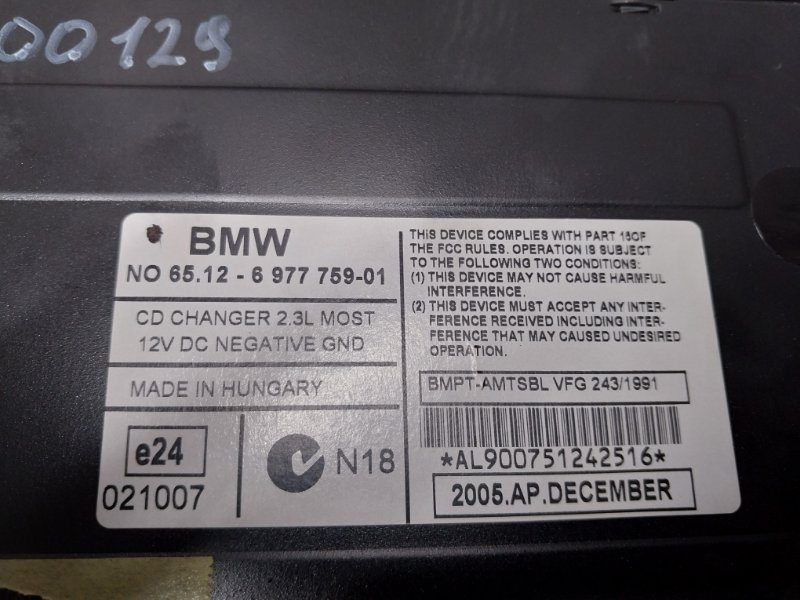 00129
BMW
NO 65.12 - 6 977 759-01
CD CHANGER 2.3L MOST
12V DC NEGATIVE GND
MADE IN HUNGARY
e24
021007
N18
THIS DEVICE COMPLIES WITH PART 15OF
THE FCC RULES. OPERATION IS SUBJECT
TO THE FOLLOWING TWO CONDITIONS:
(1) THIS DEVICE MAY NOT CAUSE HARMFUL
INTERFERENCE.
(2) THIS DEVICE MUST ACCEPT ANY INTER-
FERENCE RECEIVED INCLUDING INTER-
FERENCE THAT MAY CAUSED UNDESIRED
OPERATION.
BMPT-AMTSBL VFG 243/1991
*AL900751242516*
2005.AP.DECEMBER